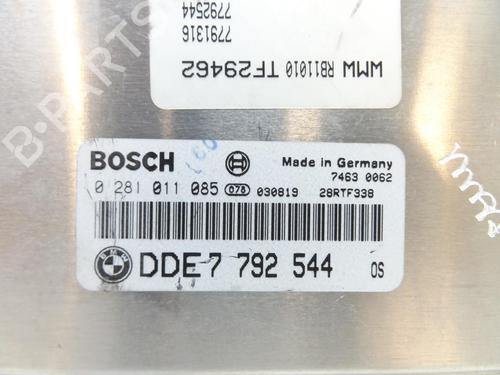 7792544
7791316
WMW RB11010 TF29462
BOSCH Made in Germany
7463 0062
0 281 011 085 078 030819 28RTF338
BMW DDE 7 792 544 OS
B-Parts